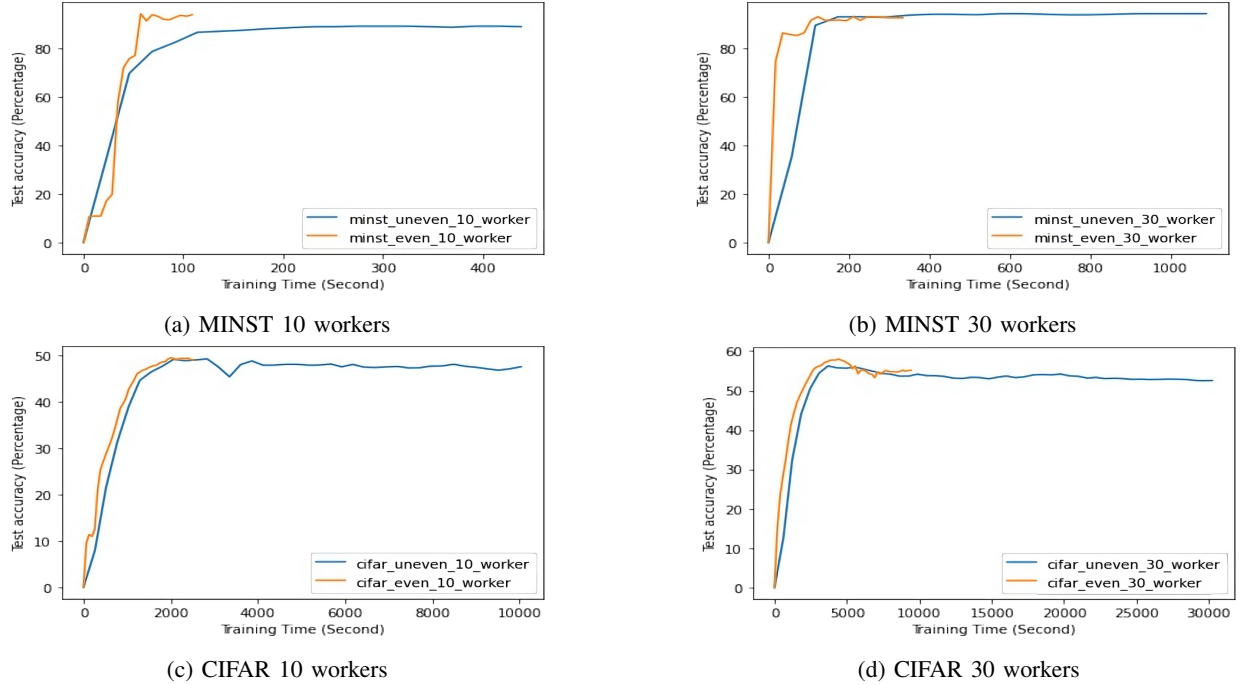 80
60
40
20
0
Test accuracy (Percentage)
minst_uneven_10_worker
minst_even_10_worker
0 100 200 300 400
Training Time (Second)
(a) MINST 10 workers
80
60
40
20
0
Test accuracy (Percentage)
minst_uneven_30_worker
minst_even_30_worker
0 200 400 600 800 1000
Training Time (Second)
(b) MINST 30 workers
50
40
30
20
10
0
Test accuracy (Percentage)
cifar_uneven_10_worker
cifar_even_10_worker
0 2000 4000 6000 8000 10000
Training Time (Second)
(c) CIFAR 10 workers
60
50
40
30
20
10
0
Test accuracy (Percentage)
cifar_uneven_30_worker
cifar_even_30_worker
0 5000 10000 15000 20000 25000 30000
Training Time (Second)
(d) CIFAR 30 workers